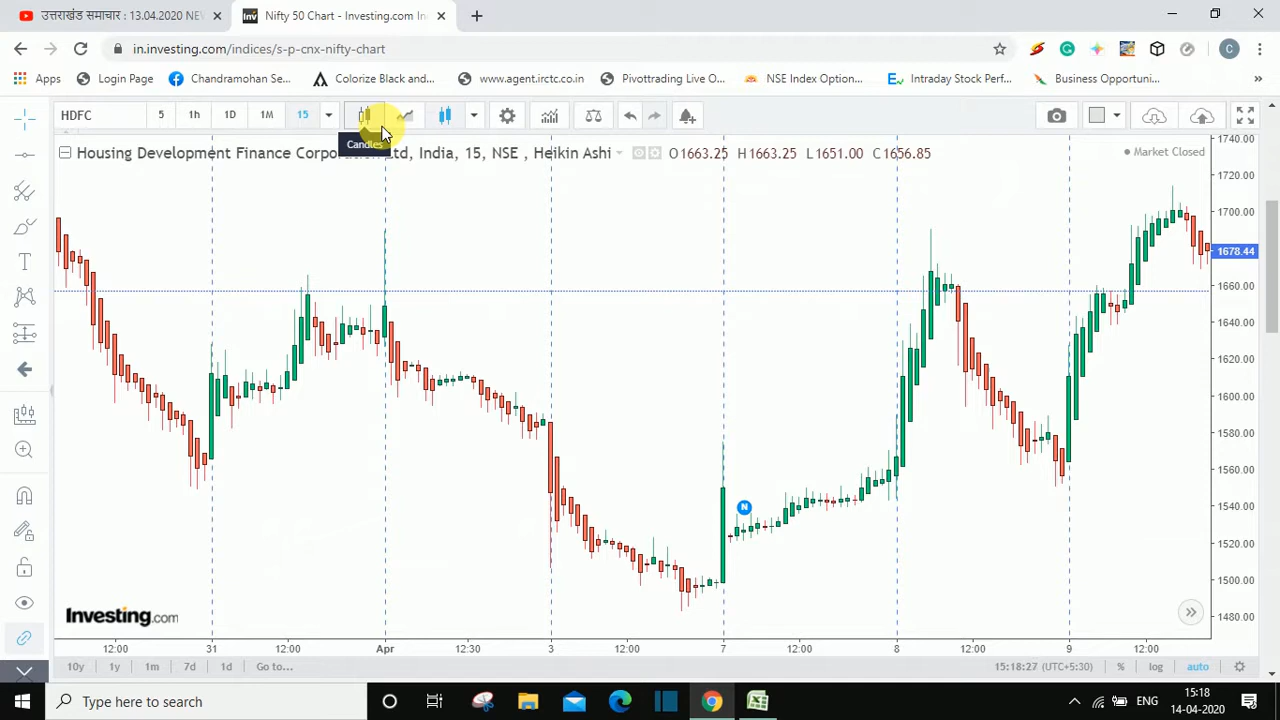 उत्तराखंड समाचार : 13.04.2020 NE
Nifty 50 Chart - Investing.com In
in.investing.com/indices/s-p-cnx-nifty-chart
C
Apps Login Page Chandramohan Se... Colorize Black and... www.agent.irctc.co.in Pivottrading Live O... NSE Index Option... Intraday Stock Perf... Business Opportuni...
HDFC 5 1h 1D 1M 15
Candles
Housing Development Finance Corporation Ltd, India, 15, NSE , Heikin Ashi O1663.25 H1663.25 L1651.00 C1656.85
Market Closed
1740.00
1720.00
1700.00
1678.44
1660.00
1640.00
1620.00
1600.00
1580.00
1560.00
1540.00
1520.00
1500.00
1480.00
N
Investing.com
12:00 31 12:00 Apr 12:30 3 12:00 7 12:00 8 12:00 9 12:00
10y 1y 1m 7d 1d Go to... 15:18:27 (UTC+5:30) % log auto
Type here to search
ENG
15:18
14-04-2020